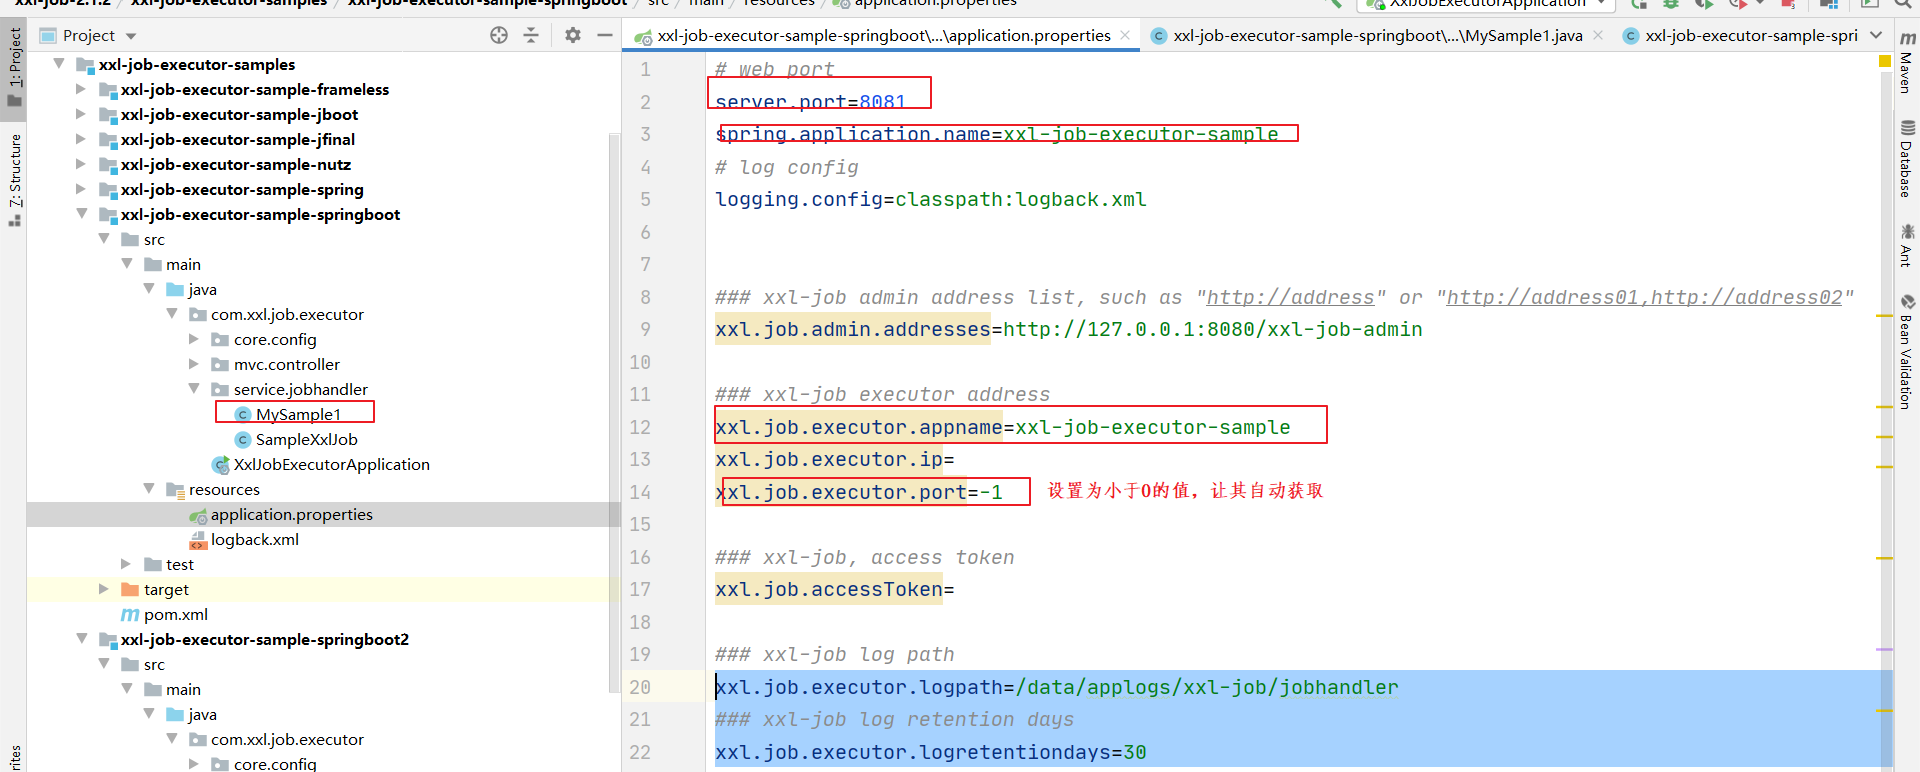 xxl-job-2.1.2 / xxl-job-executor-samples / xxl-job-executor-sample-springboot / src / main / resources / application.properties
XxlJobExecutorApplication
Project
xxl-job-executor-sample-springboot\...\application.properties
xxl-job-executor-sample-springboot\...\MySample1.java
xxl-job-executor-sample-spri
1: Project
7: Structure
rites
xxl-job-executor-samples
xxl-job-executor-sample-frameless
xxl-job-executor-sample-jboot
xxl-job-executor-sample-jfinal
xxl-job-executor-sample-nutz
xxl-job-executor-sample-spring
xxl-job-executor-sample-springboot
src
main
java
com.xxl.job.executor
core.config
mvc.controller
service.jobhandler
MySample1
SampleXxlJob
XxlJobExecutorApplication
resources
application.properties
logback.xml
test
target
pom.xml
xxl-job-executor-sample-springboot2
src
main
java
com.xxl.job.executor
core.config
1 # web port
2 server.port=8081
3 spring.application.name=xxl-job-executor-sample
4 # log config
5 logging.config=classpath:logback.xml
6
7
8 ### xxl-job admin address list, such as "http://address" or "http://address01,http://address02"
9 xxl.job.admin.addresses=http://127.0.0.1:8080/xxl-job-admin
10
11 ### xxl-job executor address
12 xxl.job.executor.appname=xxl-job-executor-sample
13 xxl.job.executor.ip=
14 xxl.job.executor.port=-1 设置为小于0的值，让其自动获取
15
16 ### xxl-job, access token
17 xxl.job.accessToken=
18
19 ### xxl-job log path
20 xxl.job.executor.logpath=/data/applogs/xxl-job/jobhandler
21 ### xxl-job log retention days
22 xxl.job.executor.logretentiondays=30
Maven
Database
Ant
Bean Validation